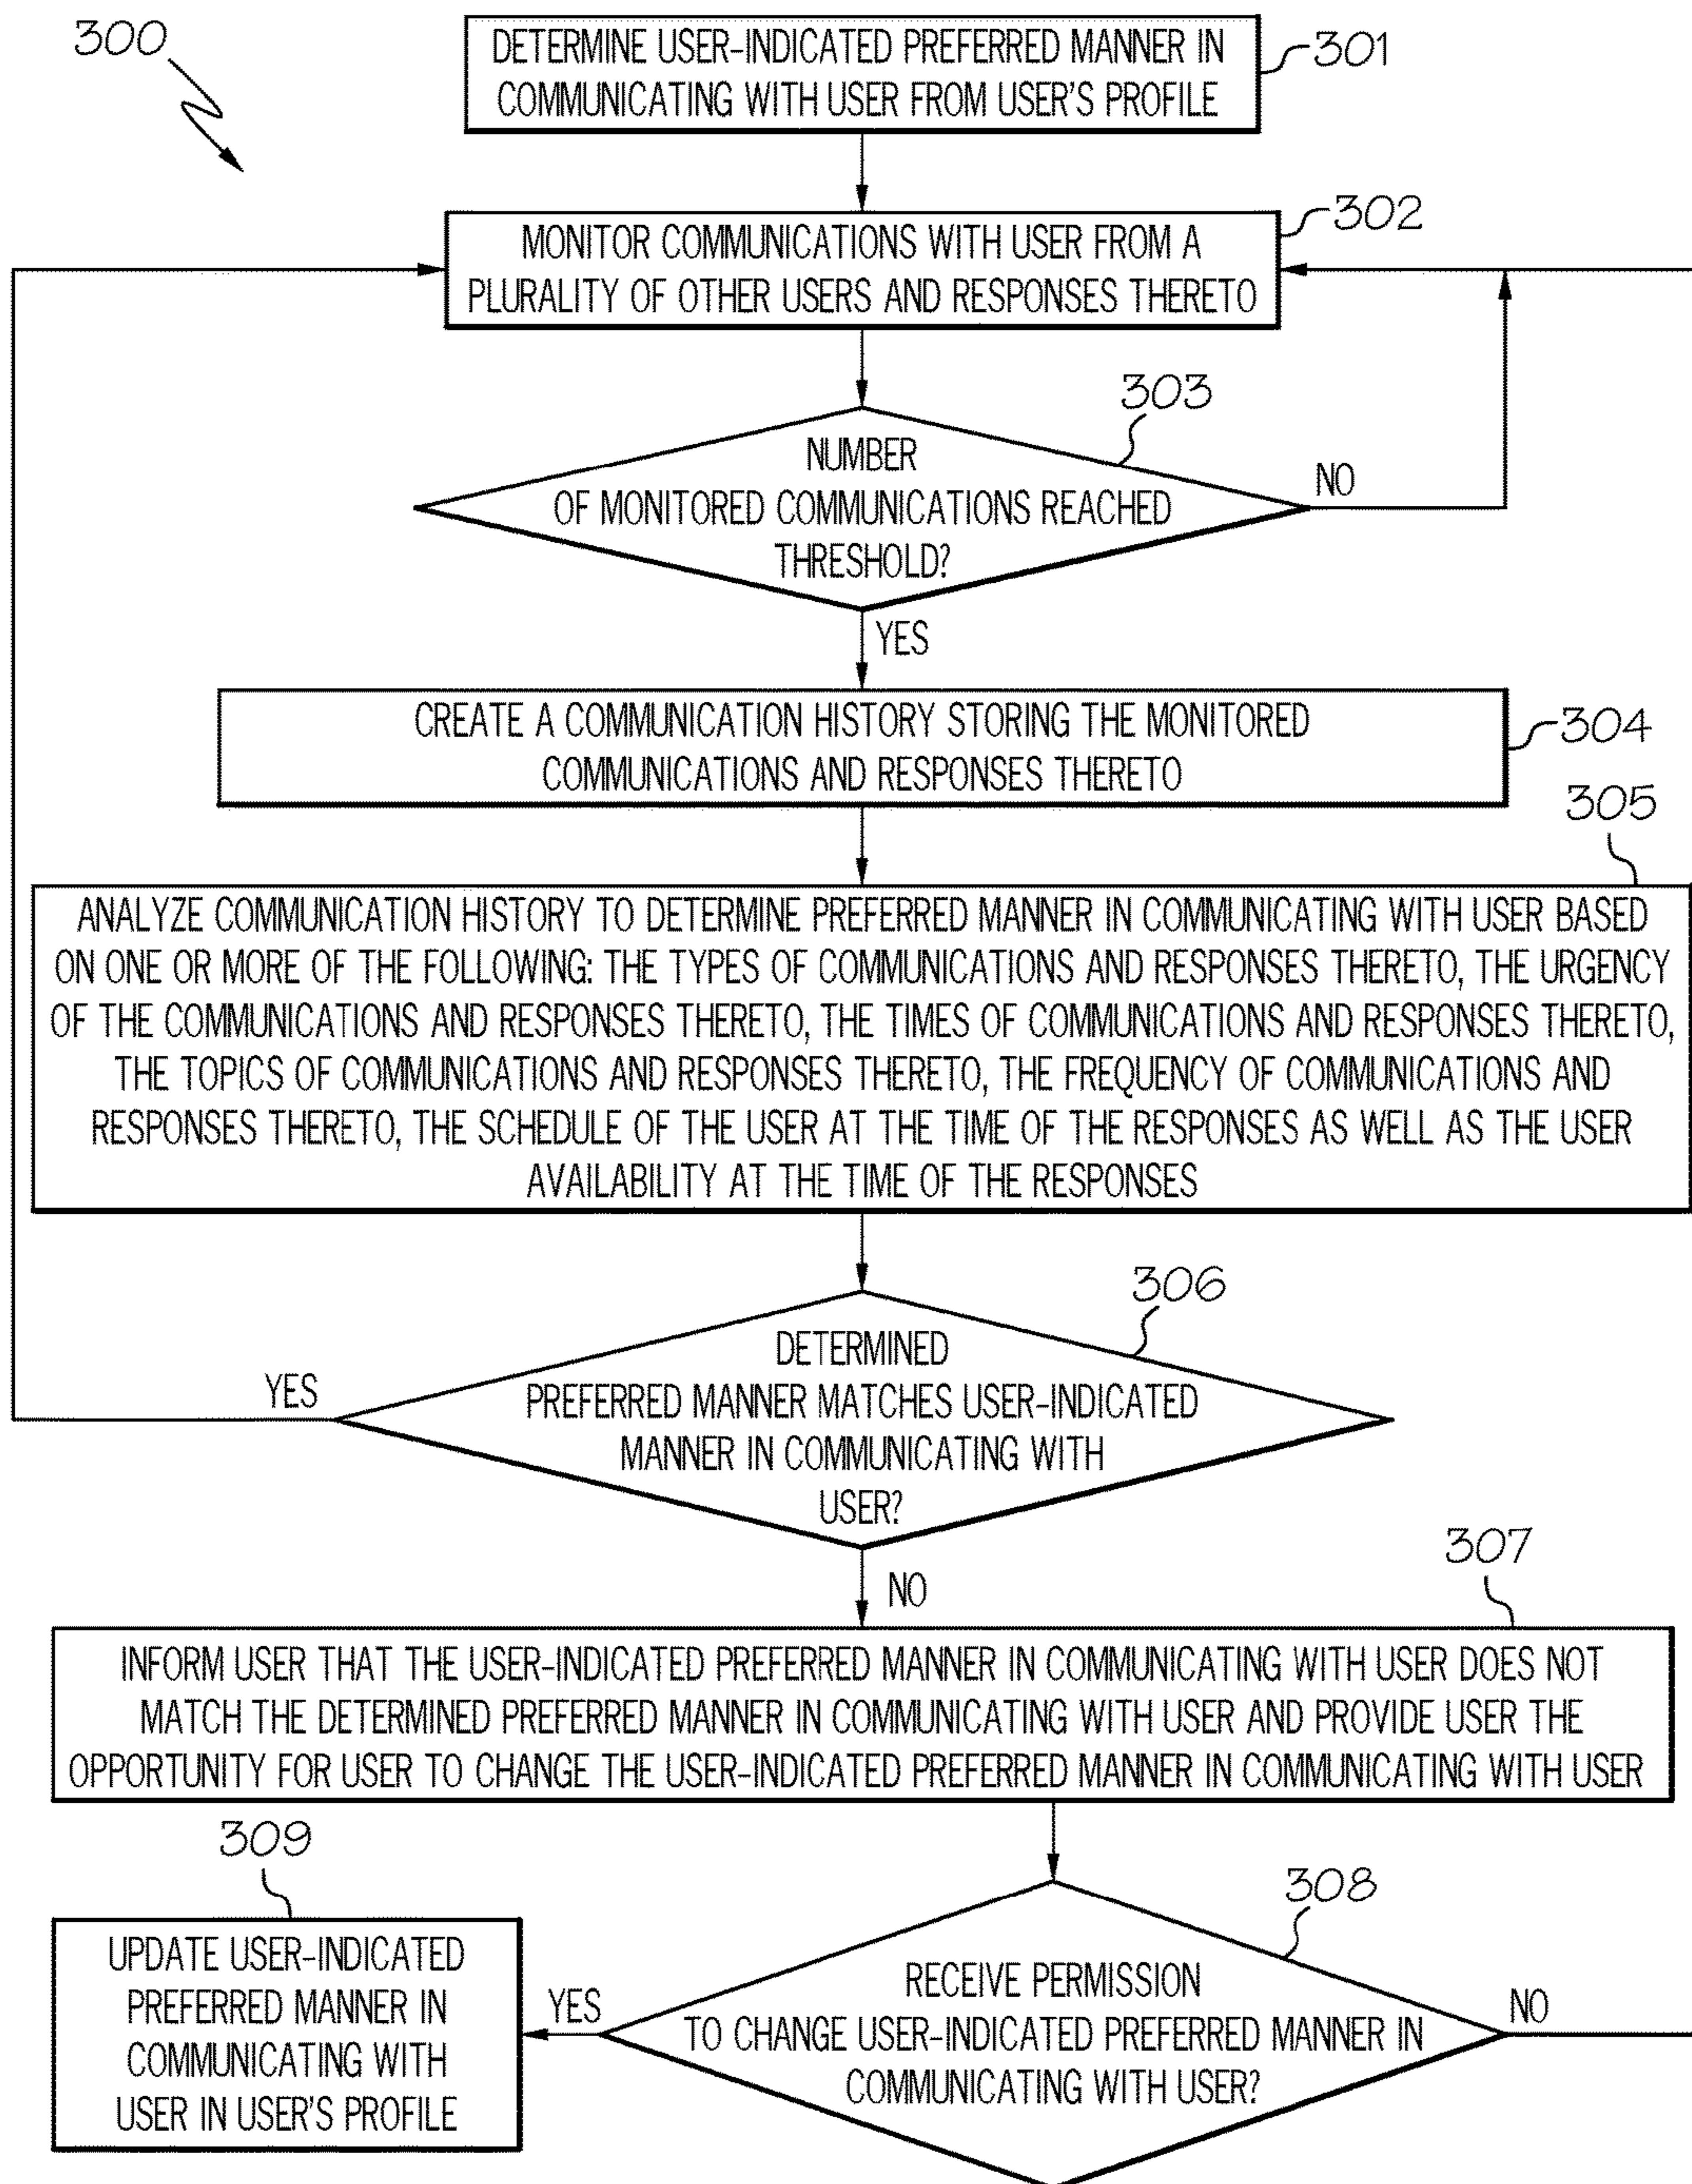 300
DETERMINE USER-INDICATED PREFERRED MANNER IN
COMMUNICATING WITH USER FROM USER'S PROFILE
301
MONITOR COMMUNICATIONS WITH USER FROM A
PLURALITY OF OTHER USERS AND RESPONSES THERETO
302
303
NUMBER
OF MONITORED COMMUNICATIONS REACHED
THRESHOLD?
NO
YES
CREATE A COMMUNICATION HISTORY STORING THE MONITORED
COMMUNICATIONS AND RESPONSES THERETO
304
305
ANALYZE COMMUNICATION HISTORY TO DETERMINE PREFERRED MANNER IN COMMUNICATING WITH USER BASED
ON ONE OR MORE OF THE FOLLOWING: THE TYPES OF COMMUNICATIONS AND RESPONSES THERETO, THE URGENCY
OF THE COMMUNICATIONS AND RESPONSES THERETO, THE TIMES OF COMMUNICATIONS AND RESPONSES THERETO,
THE TOPICS OF COMMUNICATIONS AND RESPONSES THERETO, THE FREQUENCY OF COMMUNICATIONS AND
RESPONSES THERETO, THE SCHEDULE OF THE USER AT THE TIME OF THE RESPONSES AS WELL AS THE USER
AVAILABILITY AT THE TIME OF THE RESPONSES
306
DETERMINED
PREFERRED MANNER MATCHES USER-INDICATED
MANNER IN COMMUNICATING WITH
USER?
YES
NO
307
INFORM USER THAT THE USER-INDICATED PREFERRED MANNER IN COMMUNICATING WITH USER DOES NOT
MATCH THE DETERMINED PREFERRED MANNER IN COMMUNICATING WITH USER AND PROVIDE USER THE
OPPORTUNITY FOR USER TO CHANGE THE USER-INDICATED PREFERRED MANNER IN COMMUNICATING WITH USER
308
RECEIVE PERMISSION
TO CHANGE USER-INDICATED PREFERRED MANNER IN
COMMUNICATING WITH USER?
YES
NO
309
UPDATE USER-INDICATED
PREFERRED MANNER IN
COMMUNICATING WITH
USER IN USER'S PROFILE